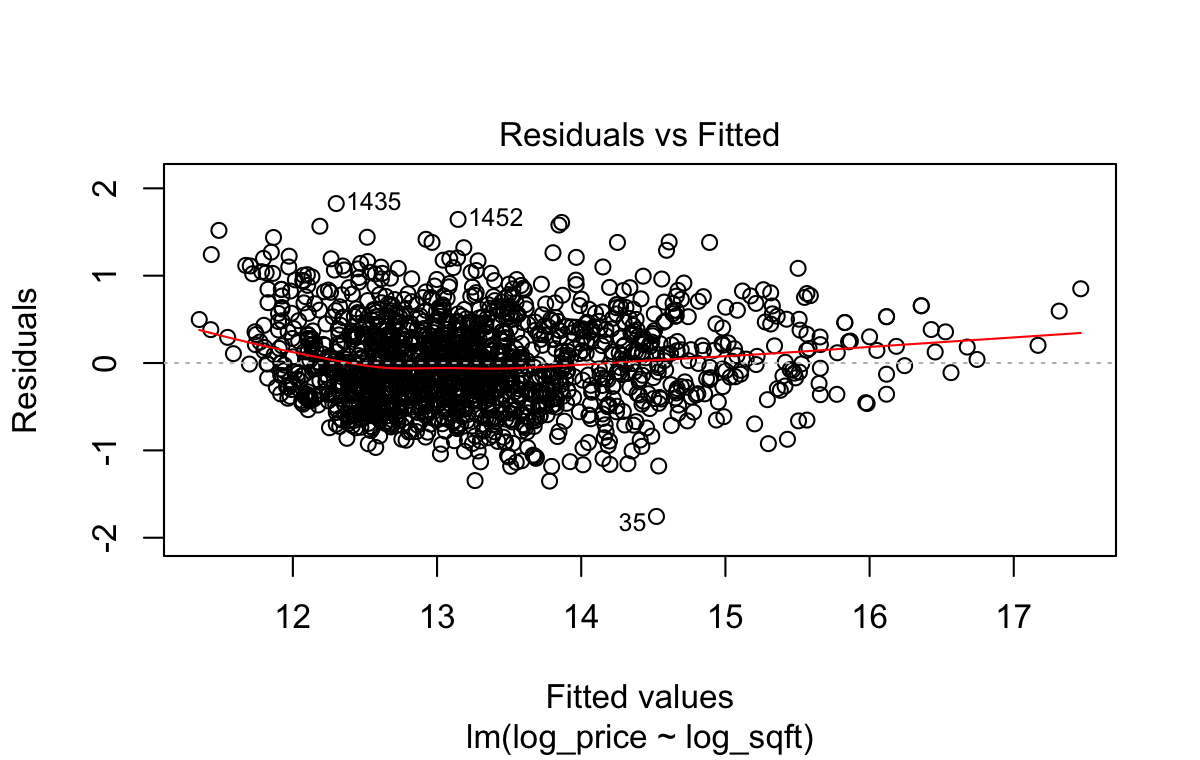 Residuals vs Fitted
2
1
0
-1
-2
Residuals
1435
1452
35
12 13 14 15 16 17
Fitted values
lm(log_price ~ log_sqft)